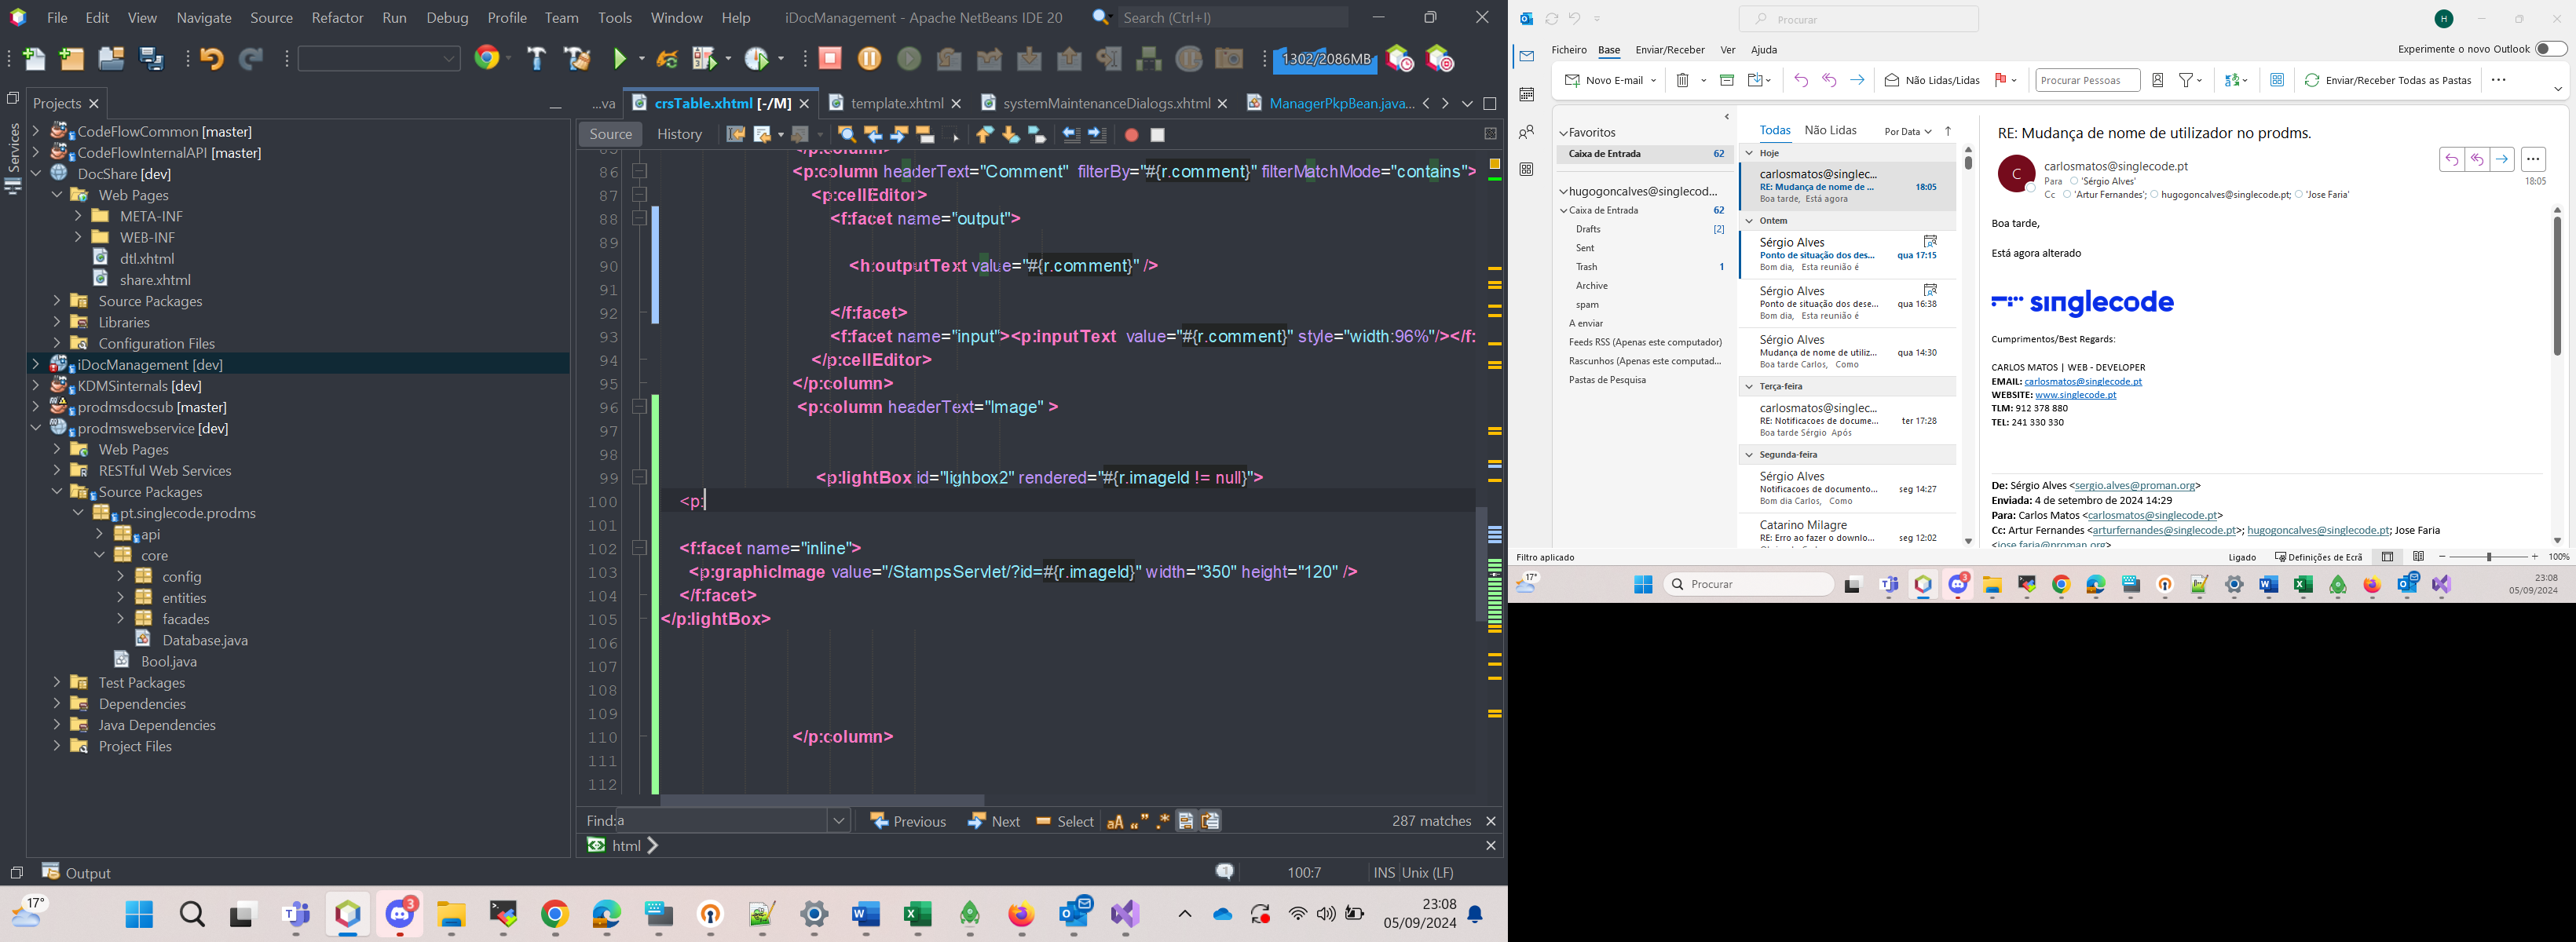 File Edit View Navigate Source Refactor Run Debug Profile Team Tools Window Help
iDocManagement - Apache NetBeans IDE 20
Search (Ctrl+I)
1302/2086MB
Services
Projects
CodeFlowCommon [master]
CodeFlowInternalAPI [master]
DocShare [dev]
Web Pages
META-INF
WEB-INF
dtl.xhtml
share.xhtml
Source Packages
Libraries
Configuration Files
iDocManagement [dev]
KDMSinternals [dev]
prodmsdocsub [master]
prodmswebservice [dev]
Web Pages
RESTful Web Services
Source Packages
pt.singlecode.prodms
api
core
config
entities
facades
Database.java
Bool.java
Test Packages
Dependencies
Java Dependencies
Project Files
Output
...va
crsTable.xhtml [-/M]
template.xhtml
systemMaintenanceDialogs.xhtml
ManagerPkpBean.java...
Source History
</p:column>
86 <p:column headerText="Comment" filterBy="#{r.comment}" filterMatchMode="contains">
87 <p:cellEditor>
88 <f:facet name="output">
89
90 <h:outputText value="#{r.comment}" />
91
92 </f:facet>
93 <f:facet name="input"><p:inputText value="#{r.comment}" style="width:96%"/></f:
94 </p:cellEditor>
95 </p:column>
96 <p:column headerText="Image" >
97
98
99 <p:lightBox id="lighbox2" rendered="#{r.imageId != null}">
100 <p:
101
102 <f:facet name="inline">
103 <p:graphicImage value="/StampsServlet/?id=#{r.imageId}" width="350" height="120" />
104 </f:facet>
105 </p:lightBox>
106
107
108
109
110 </p:column>
111
112
Find: a
Previous Next Select
287 matches
html
1
100:7
INS Unix (LF)
17°
3
23:08
05/09/2024
Procurar
H
Ficheiro Base Enviar/Receber Ver Ajuda
Experimente o novo Outlook
Novo E-mail
Não Lidas/Lidas
Procurar Pessoas
Enviar/Receber Todas as Pastas
Favoritos
Caixa de Entrada 62
hugogoncalves@singlecod...
Caixa de Entrada 62
Drafts [2]
Sent
Trash 1
Archive
spam
A enviar
Feeds RSS (Apenas este computador)
Rascunhos (Apenas este computad...
Pastas de Pesquisa
Todas Não Lidas Por Data
Hoje
carlosmatos@singlec...
RE: Mudança de nome de ... 18:05
Boa tarde, Está agora
Ontem
Sérgio Alves
Ponto de situação dos des... qua 17:15
Bom dia, Esta reunião é
Sérgio Alves
Ponto de situação dos dese... qua 16:38
Bom dia, Esta reunião é
Sérgio Alves
Mudança de nome de utiliz... qua 14:30
Boa tarde Carlos, Como
Terça-feira
carlosmatos@singlec...
RE: Notificacoes de docume... ter 17:28
Boa tarde Sérgio Após
Segunda-feira
Sérgio Alves
Notificacoes de documento... seg 14:27
Bom dia Carlos, Como
Catarino Milagre
RE: Erro ao fazer o downlo... seg 12:02
RE: Mudança de nome de utilizador no prodms.
C
carlosmatos@singlecode.pt
Para 'Sérgio Alves'
Cc 'Artur Fernandes'; hugogoncalves@singlecode.pt; 'Jose Faria'
18:05
Boa tarde,
Está agora alterado
singlecode
Cumprimentos/Best Regards:
CARLOS MATOS | WEB - DEVELOPER
EMAIL: carlosmatos@singlecode.pt
WEBSITE: www.singlecode.pt
TLM: 912 378 880
TEL: 241 330 330
De: Sérgio Alves <sergio.alves@proman.org>
Enviada: 4 de setembro de 2024 14:29
Para: Carlos Matos <carlosmatos@singlecode.pt>
Cc: Artur Fernandes <arturfernandes@singlecode.pt>; hugogoncalves@singlecode.pt; Jose Faria
<jose.faria@proman.org>
Filtro aplicado
Ligado
Definições de Ecrã
100%
17°
Procurar
3
23:08
05/09/2024